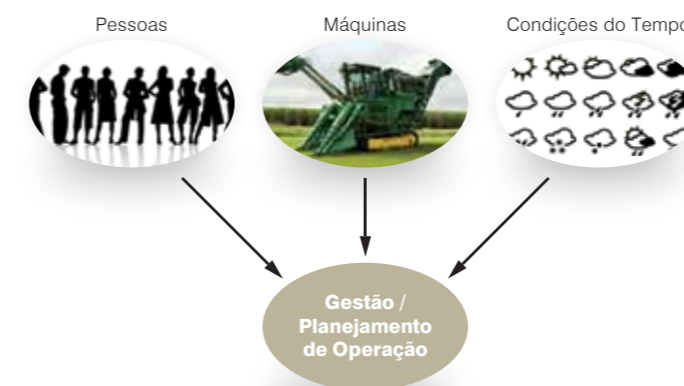 Pessoas
Máquinas
Condições do Tempo
Gestão /
Planejamento
de Operação